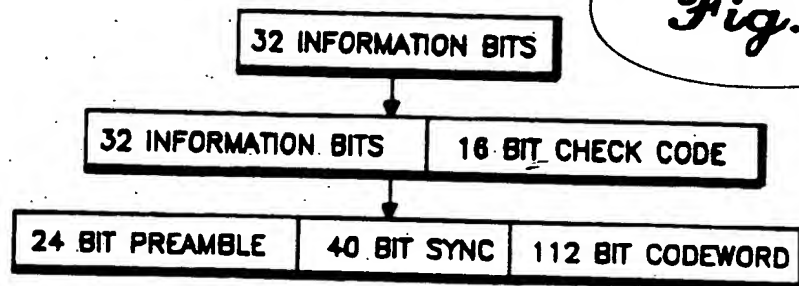 Fig.
32 INFORMATION BITS
32 INFORMATION BITS 16 BIT CHECK CODE
24 BIT PREAMBLE 40 BIT SYNC 112 BIT CODEWORD